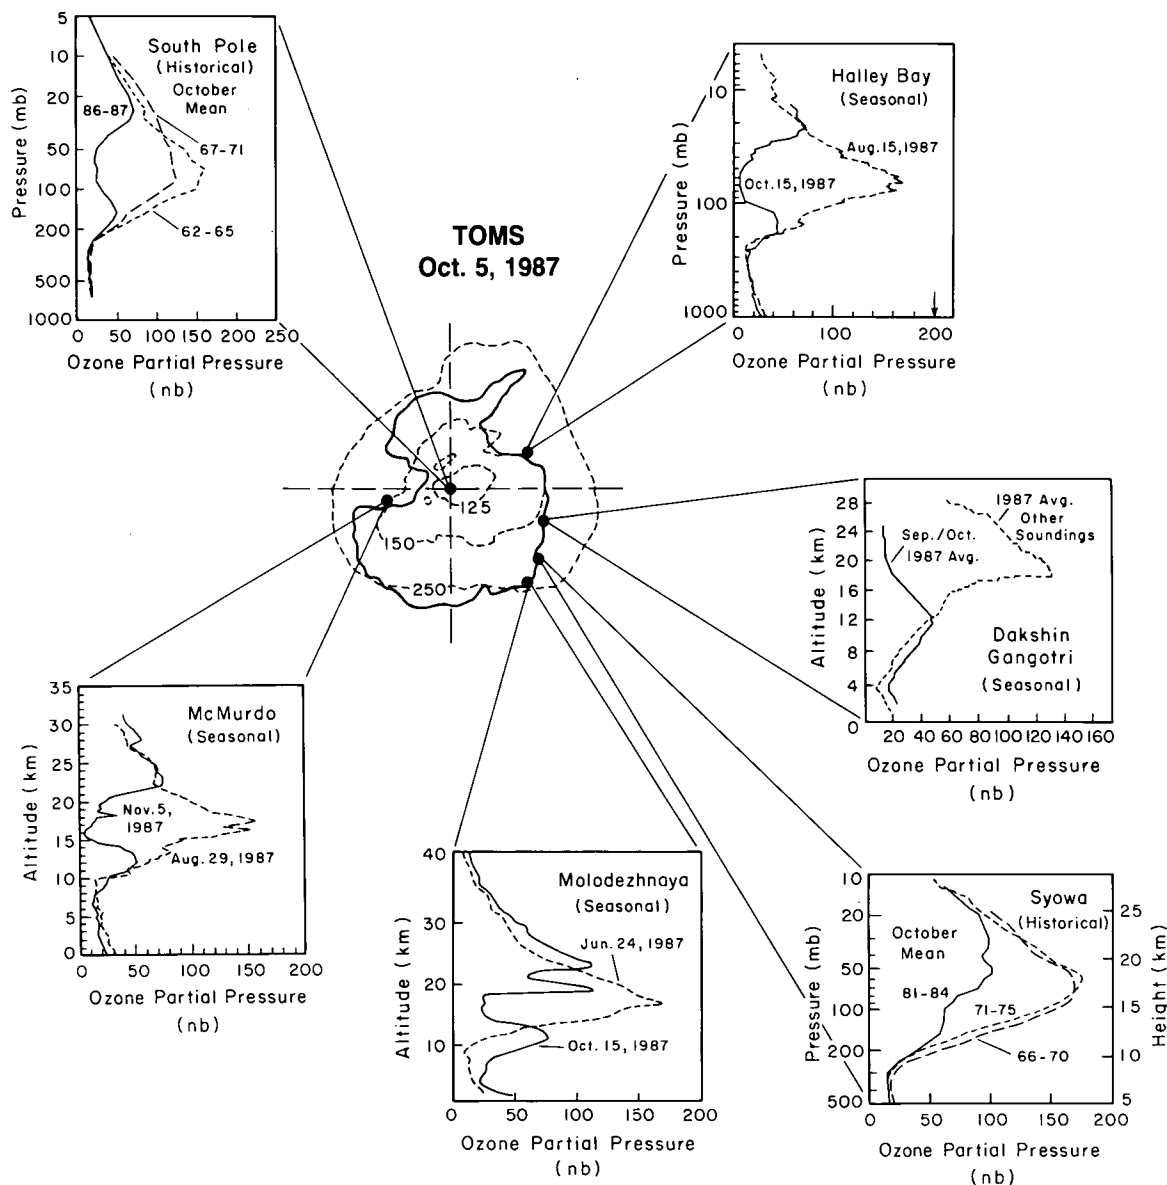 South Pole
(Historical)
October
Mean
86-87
67-71
62-65
Pressure (mb)
5
10
20
50
100
200
500
1000
0 50 100 150 200 250
Ozone Partial Pressure
(nb)
TOMS
Oct. 5, 1987
Halley Bay
(Seasonal)
Aug. 15, 1987
Oct. 15, 1987
Pressure (mb)
10
100
1000
0 100 200
Ozone Partial Pressure
(nb)
125
150
250
1987 Avg.
Other
Soundings
Sep./Oct.
1987 Avg.
Dakshin
Gangotri
(Seasonal)
Altitude (km)
28
24
20
16
12
8
4
0
20 40 60 80 100 120 140 160
Ozone Partial Pressure
(nb)
McMurdo
(Seasonal)
Nov. 5,
1987
Aug. 29, 1987
Altitude (km)
35
30
25
20
15
10
5
0
0 50 100 150 200
Ozone Partial Pressure
(nb)
Molodezhnaya
(Seasonal)
Jun. 24, 1987
Oct. 15, 1987
Altitude (km)
40
30
20
10
0 50 100 150 200
Ozone Partial Pressure
(nb)
Syowa
(Historical)
October
Mean
81-84
71-75
66-70
Pressure (mb)
10
20
50
100
200
500
Height (km)
25
20
15
10
5
0 50 100 150 200
Ozone Partial Pressure
(nb)